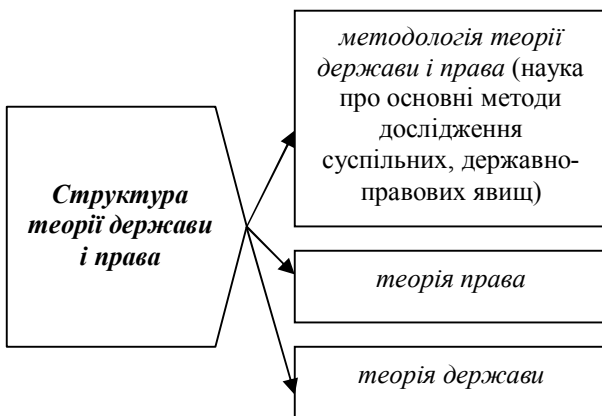 Структура
теорії держави
і права
методологія теорії
держави і права (наука
про основні методи
дослідження
суспільних, державно-
правових явищ)
теорія права
теорія держави